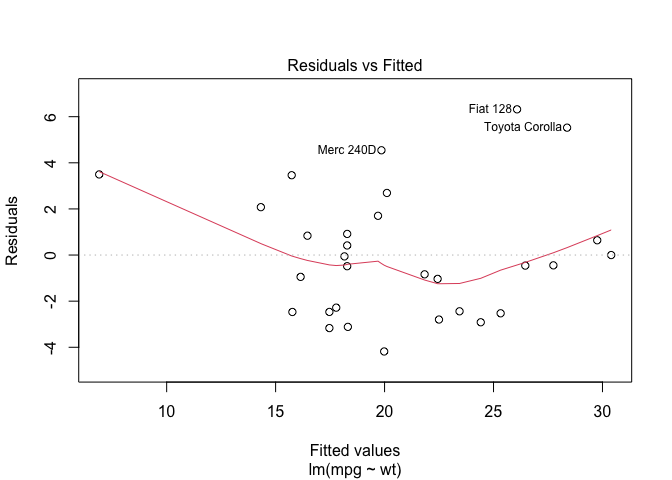 Residuals vs Fitted
Residuals
6
4
2
0
-2
-4
Fiat 128
Toyota Corolla
Merc 240D
10 15 20 25 30
Fitted values
lm(mpg ~ wt)